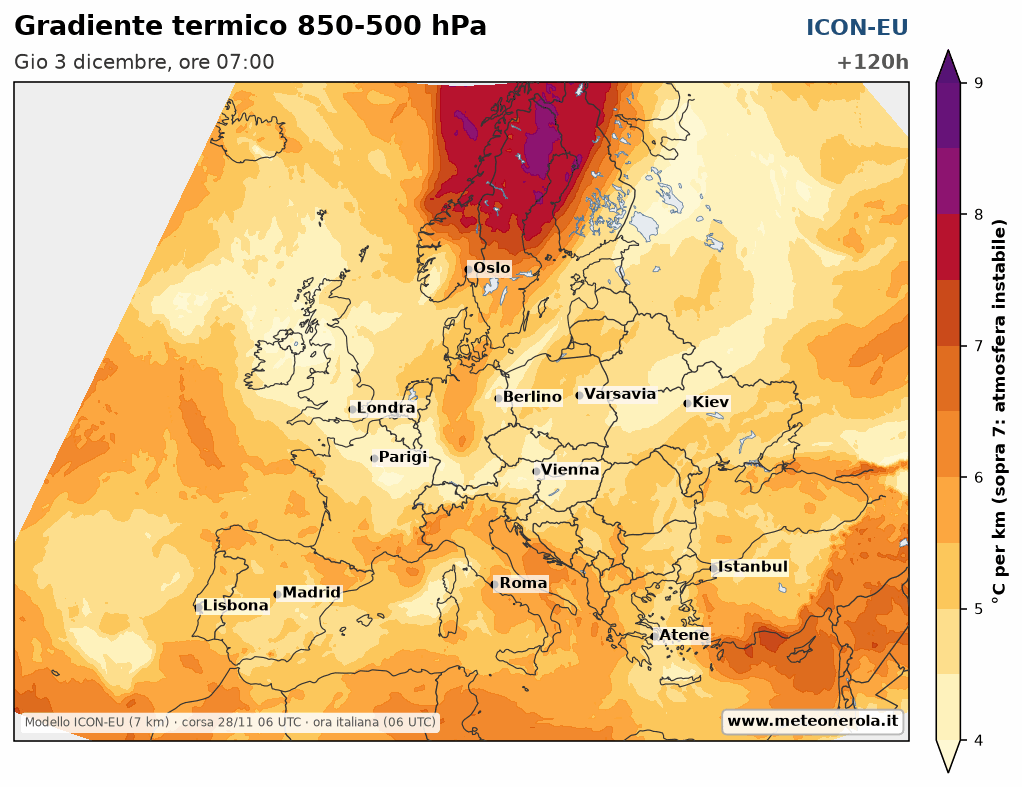 Gradiente termico 850-500 hPa
ICON-EU
Gio 3 dicembre, ore 07:00
+120h
9
8
7
6
5
4
°C per km (sopra 7: atmosfera instabile)
Oslo
Londra
Berlino
Varsavia
Kiev
Parigi
Vienna
Istanbul
Roma
Madrid
Lisbona
Atene
Modello ICON-EU (7 km) · corsa 28/11 06 UTC · ora italiana (06 UTC)
www.meteonerola.it